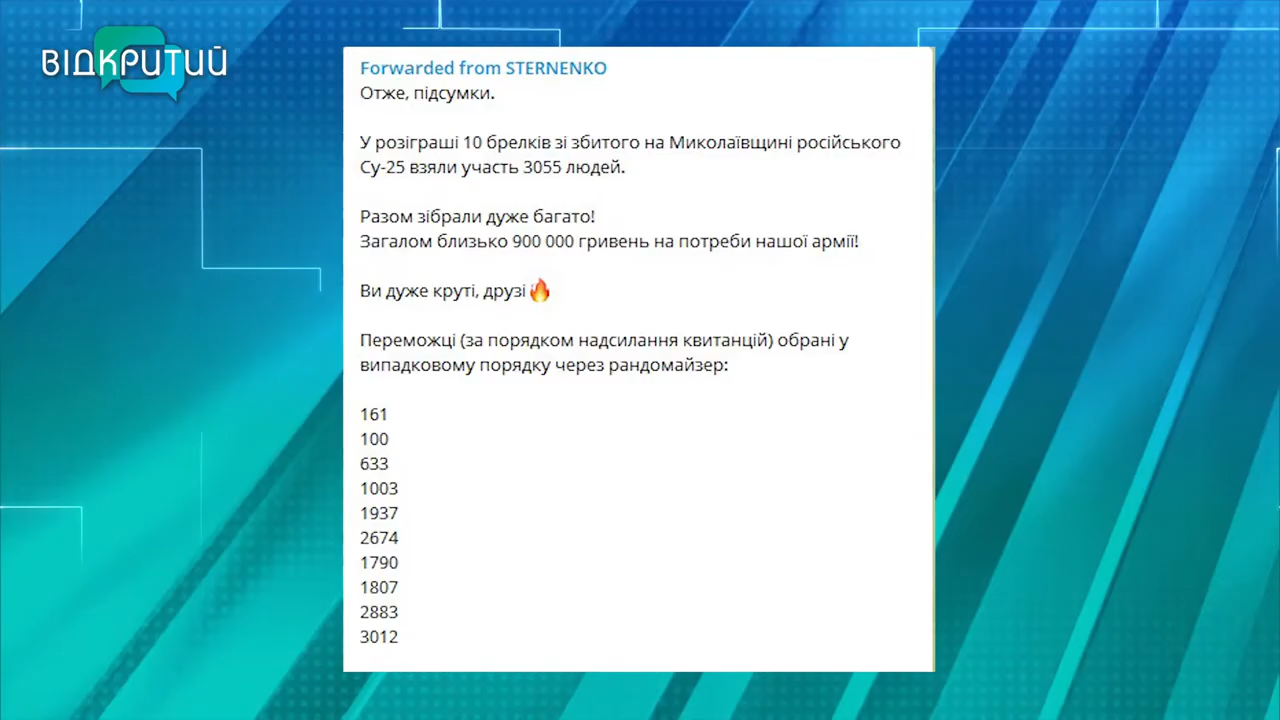 ВІДКРИТИЙ
Forwarded from STERNENKO
Отже, підсумки.
У розіграші 10 брелків зі збитого на Миколаївщині російського
Су-25 взяли участь 3055 людей.
Разом зібрали дуже багато!
Загалом близько 900 000 гривень на потреби нашої армії!
Ви дуже круті, друзі🔥
Переможці (за порядком надсилання квитанцій) обрані у
випадковому порядку через рандомайзер:
161
100
633
1003
1937
2674
1790
1807
2883
3012